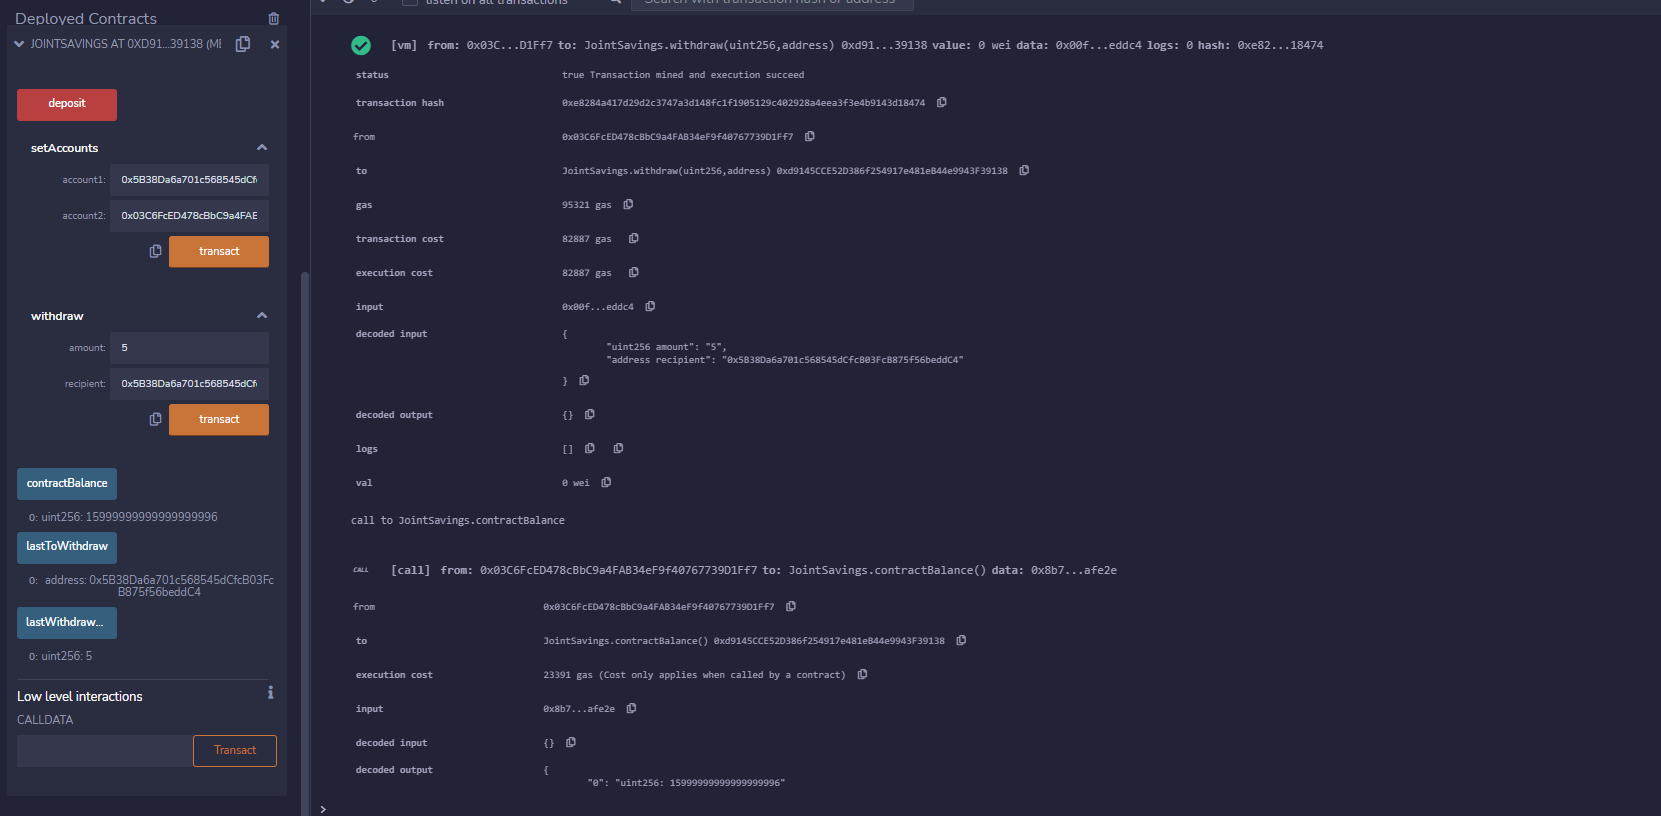 Deployed Contracts
JOINTSAVINGS AT 0XD91...39138 (ME
deposit
setAccounts
account1: 0x5B38Da6a701c568545dCf
account2: 0x03C6FcED478cBbC9a4FAB
transact
withdraw
amount: 5
recipient: 0x5B38Da6a701c568545dCf
transact
contractBalance
0: uint256: 15999999999999999996
lastToWithdraw
0: address: 0x5B38Da6a701c568545dCfcB03Fc
B875f56beddC4
lastWithdraw...
0: uint256: 5
Low level interactions
CALLDATA
Transact
listen on all transactions
Search with transaction hash or address
[vm] from: 0x03C...D1Ff7 to: JointSavings.withdraw(uint256,address) 0xd91...39138 value: 0 wei data: 0x00f...eddc4 logs: 0 hash: 0xe82...18474
status true Transaction mined and execution succeed
transaction hash 0xe8284a417d29d2c3747a3d148fc1f1905129c402928a4eea3f3e4b9143d18474
from 0x03C6FcED478cBbC9a4FAB34eF9f40767739D1Ff7
to JointSavings.withdraw(uint256,address) 0xd9145CCE52D386f254917e481eB44e9943F39138
gas 95321 gas
transaction cost 82887 gas
execution cost 82887 gas
input 0x00f...eddc4
decoded input {
"uint256 amount": "5",
"address recipient": "0x5B38Da6a701c568545dCfcB03FcB875f56beddC4"
}
decoded output {}
logs []
val 0 wei
call to JointSavings.contractBalance
CALL [call] from: 0x03C6FcED478cBbC9a4FAB34eF9f40767739D1Ff7 to: JointSavings.contractBalance() data: 0x8b7...afe2e
from 0x03C6FcED478cBbC9a4FAB34eF9f40767739D1Ff7
to JointSavings.contractBalance() 0xd9145CCE52D386f254917e481eB44e9943F39138
execution cost 23391 gas (Cost only applies when called by a contract)
input 0x8b7...afe2e
decoded input {}
decoded output {
"0": "uint256: 15999999999999999996"
>